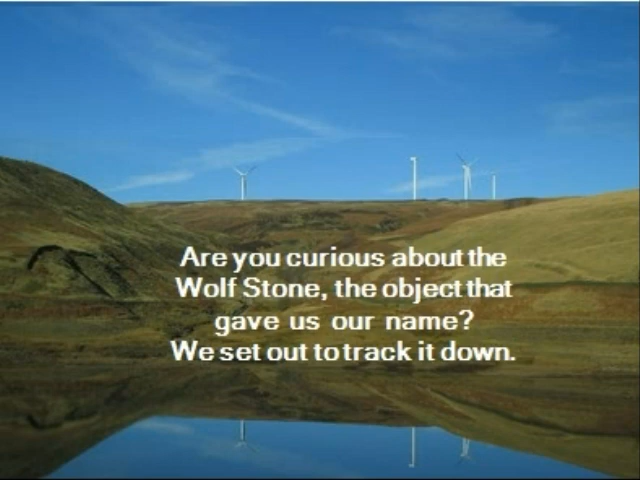 Are you curious about the
Wolf Stone, the object that
gave us our name?
We set out to track it down.